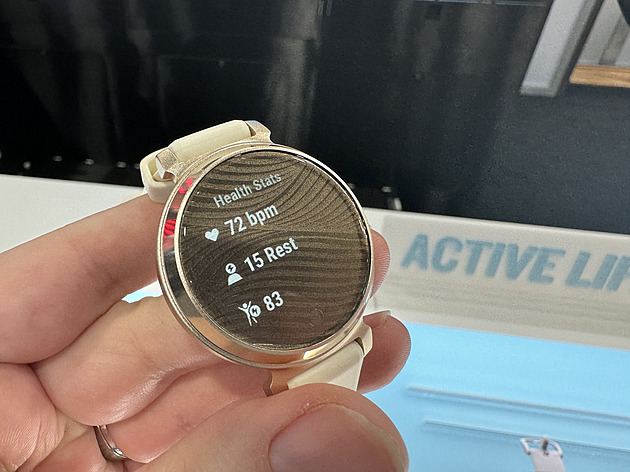 Health Stats
72 bpm
15 Rest
83
ACTIVE LIF